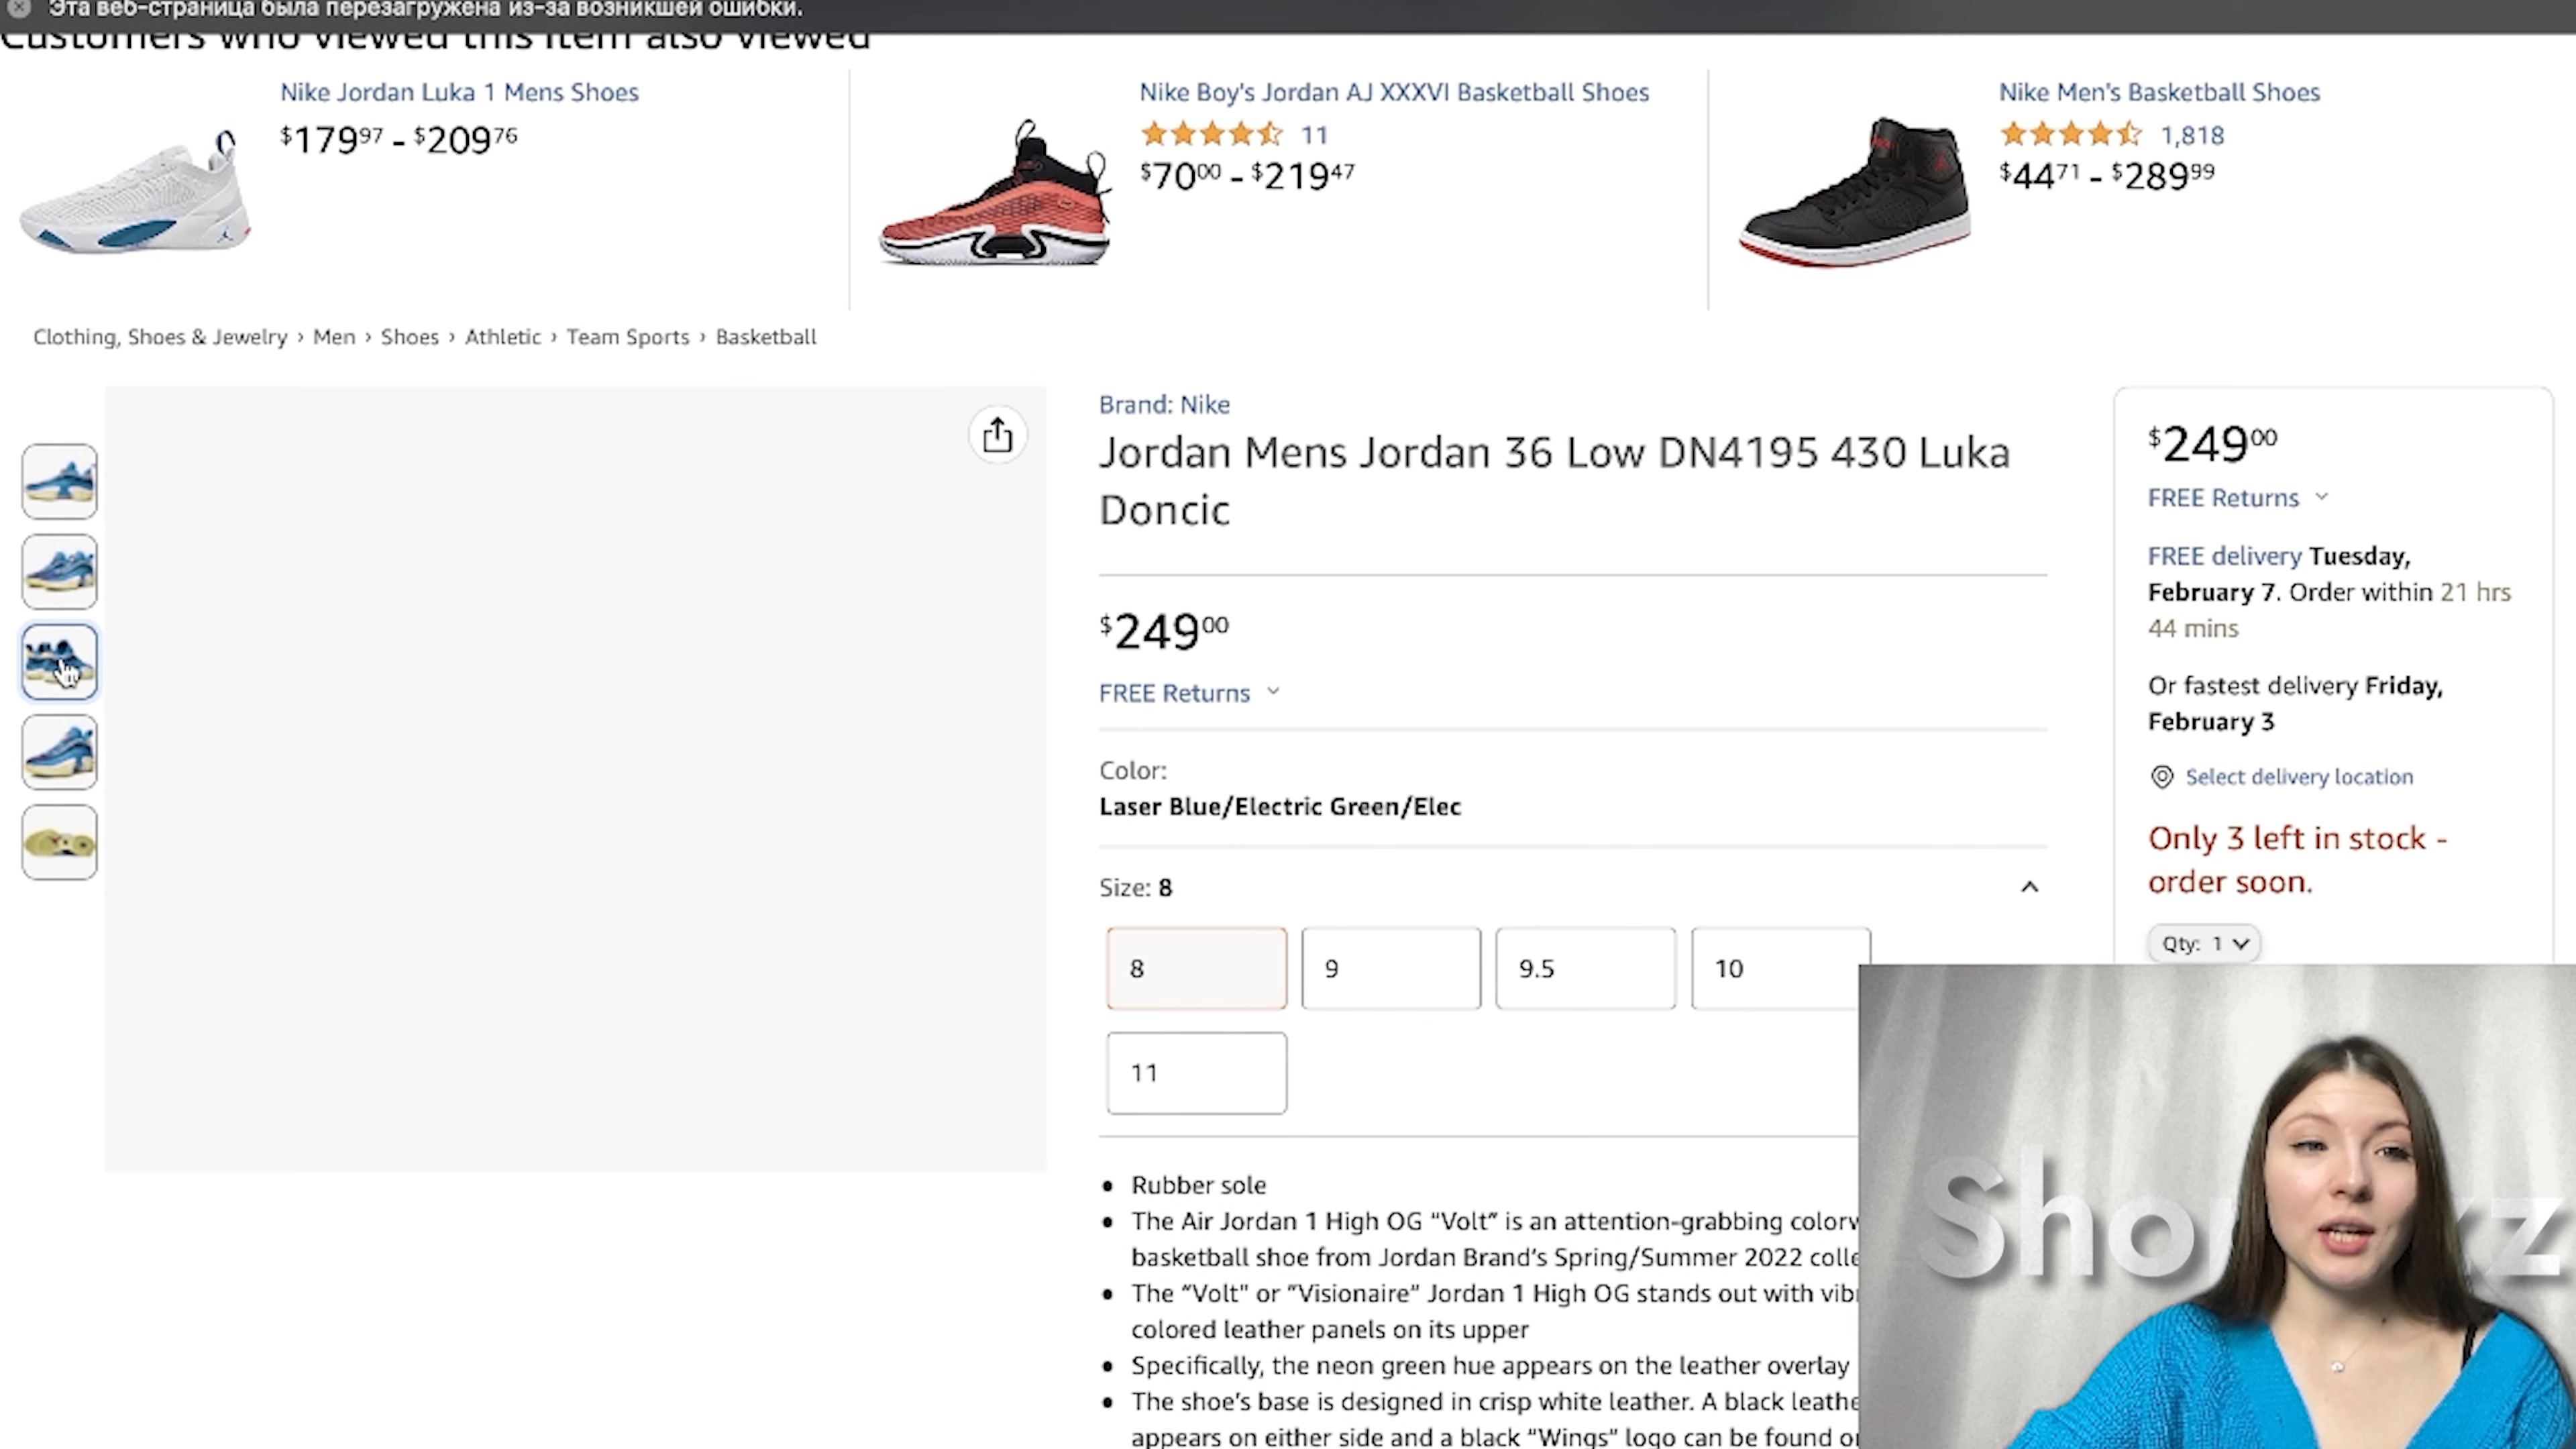 Эта веб-страница была перезагружена из-за возникшей ошибки.
Customers who viewed this item also viewed
Nike Jordan Luka 1 Mens Shoes
$179 97 - $209 76
Nike Boy's Jordan AJ XXXVI Basketball Shoes
11
$70 00 - $219 47
Nike Men's Basketball Shoes
1,818
$44 71 - $289 99
Clothing, Shoes & Jewelry › Men › Shoes › Athletic › Team Sports › Basketball
Brand: Nike
Jordan Mens Jordan 36 Low DN4195 430 Luka
Doncic
$249 00
FREE Returns
Color:
Laser Blue/Electric Green/Elec
Size: 8
8
9
9.5
10
11
Rubber sole
The Air Jordan 1 High OG “Volt” is an attention-grabbing
basketball shoe from Jordan Brand’s Spring/Summer 2022
The “Volt" or “Visionaire” Jordan 1 High OG stands out with
colored leather panels on its upper
Specifically, the neon green hue appears on the leather overlay
The shoe’s base is designed in crisp white leather. A black
appears on either side and a black “Wings” logo can be found
$249 00
FREE Returns
FREE delivery Tuesday,
February 7. Order within 21 hrs
44 mins
Or fastest delivery Friday,
February 3
Select delivery location
Only 3 left in stock -
order soon.
Qty: 1